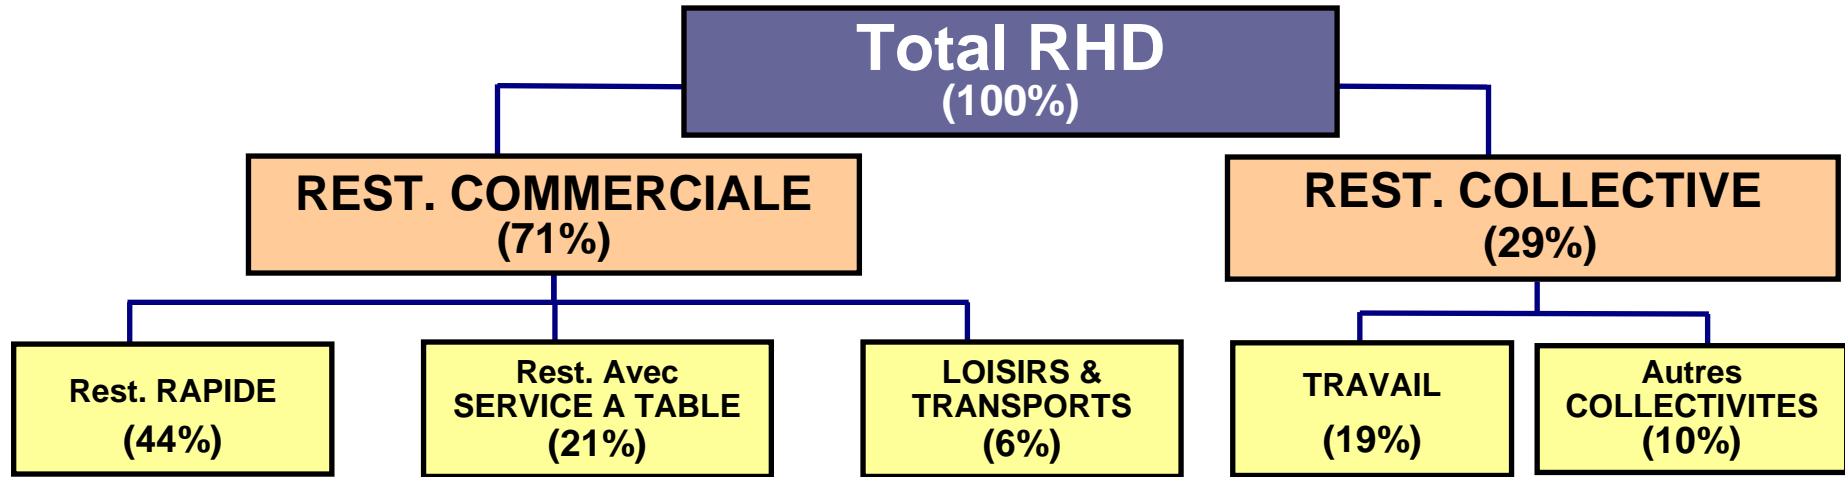 Total RHD
(100%)
REST. COMMERCIALE
(71%)
REST. COLLECTIVE
(29%)
Rest. RAPIDE
(44%)
Rest. Avec
SERVICE A TABLE
(21%)
LOISIRS &
TRANSPORTS
(6%)
TRAVAIL
(19%)
Autres
COLLECTIVITES
(10%)